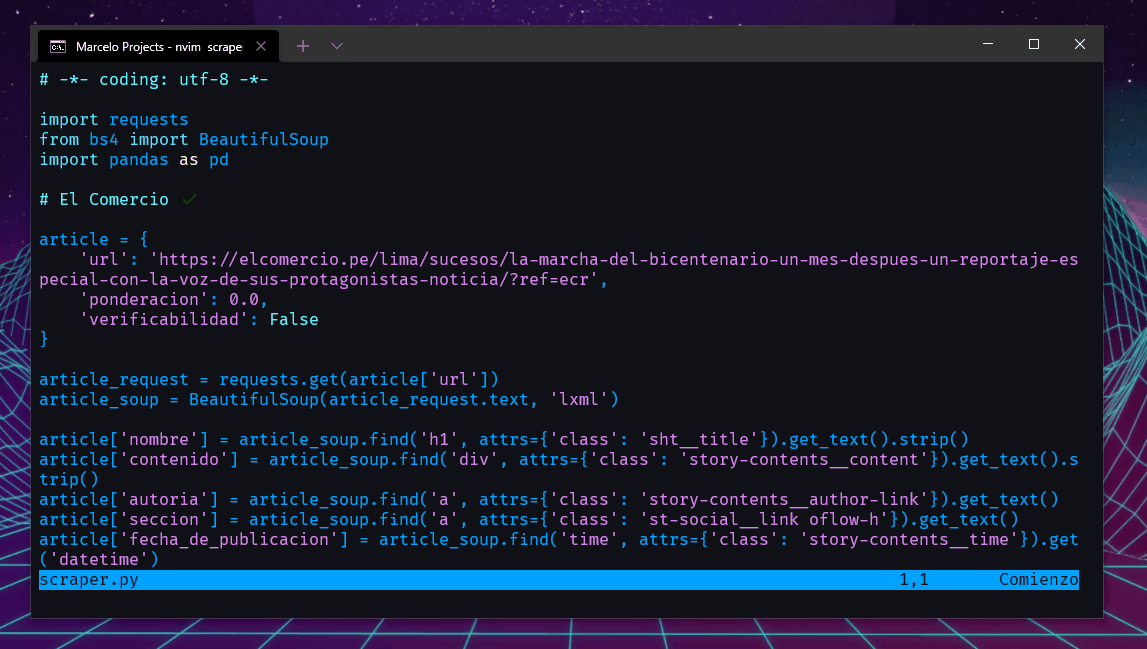 Marcelo Projects - nvim scrape
# -*- coding: utf-8 -*-
import requests
from bs4 import BeautifulSoup
import pandas as pd
# El Comercio ✓
article = {
    'url': 'https://elcomercio.pe/lima/sucesos/la-marcha-del-bicentenario-un-mes-despues-un-reportaje-es
pecial-con-la-voz-de-sus-protagonistas-noticia/?ref=ecr',
    'ponderacion': 0.0,
    'verificabilidad': False
}
article_request = requests.get(article['url'])
article_soup = BeautifulSoup(article_request.text, 'lxml')
article['nombre'] = article_soup.find('h1', attrs={'class': 'sht__title'}).get_text().strip()
article['contenido'] = article_soup.find('div', attrs={'class': 'story-contents__content'}).get_text().s
trip()
article['autoria'] = article_soup.find('a', attrs={'class': 'story-contents__author-link'}).get_text()
article['seccion'] = article_soup.find('a', attrs={'class': 'st-social__link oflow-h'}).get_text()
article['fecha_de_publicacion'] = article_soup.find('time', attrs={'class': 'story-contents__time'}).get
('datetime')
scraper.py 1,1 Comienzo